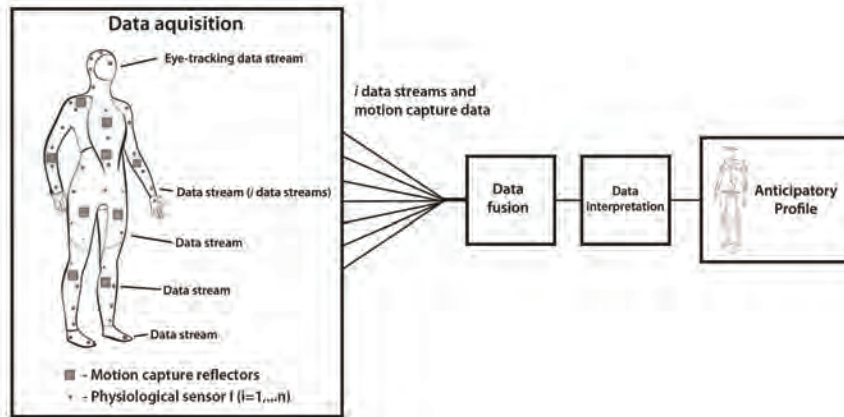 Data aquisition
Eye-tracking data stream
Data stream (i data streams)
Data stream
Data stream
Data stream
- Motion capture reflectors
- Physiological sensor I (i=1,...n)
i data streams and
motion capture data
Data
fusion
Data
interpretation
Anticipatory
Profile